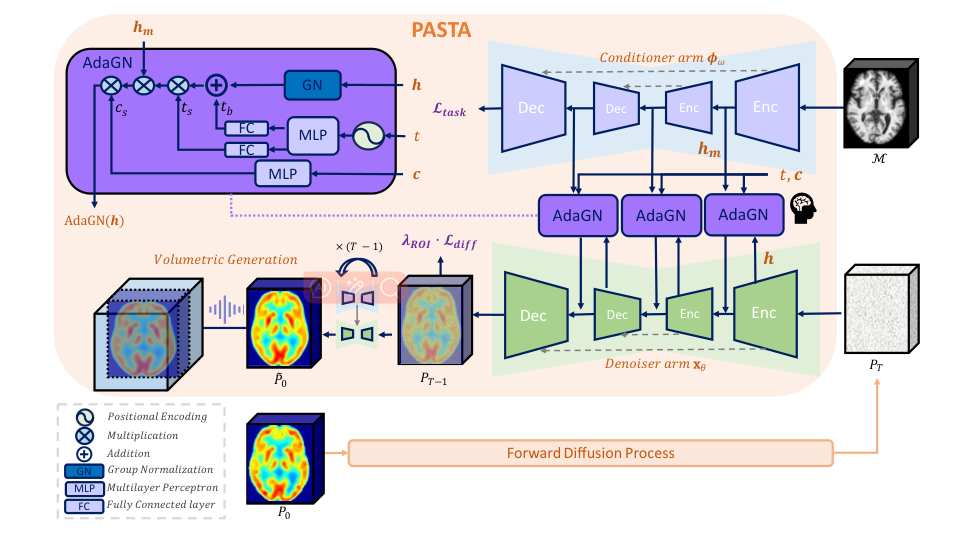 PASTA
h_m
AdaGN
c_s
t_s
t_b
GN
h
FC
MLP
t
FC
MLP
c
AdaGN(h)
Conditioner arm ϕ_ω
ℒ_task
Dec
Dec
Enc
Enc
h_m
ℳ
t, c
AdaGN
AdaGN
AdaGN
h
Volumetric Generation
× (T − 1)
λ_ROI · ℒ_diff
Dec
Dec
Enc
Enc
Denoiser arm x_θ
P̃_0
P_{T−1}
P_T
Positional Encoding
Multiplication
Addition
GN Group Normalization
MLP Multilayer Perceptron
FC Fully Connected layer
P_0
Forward Diffusion Process